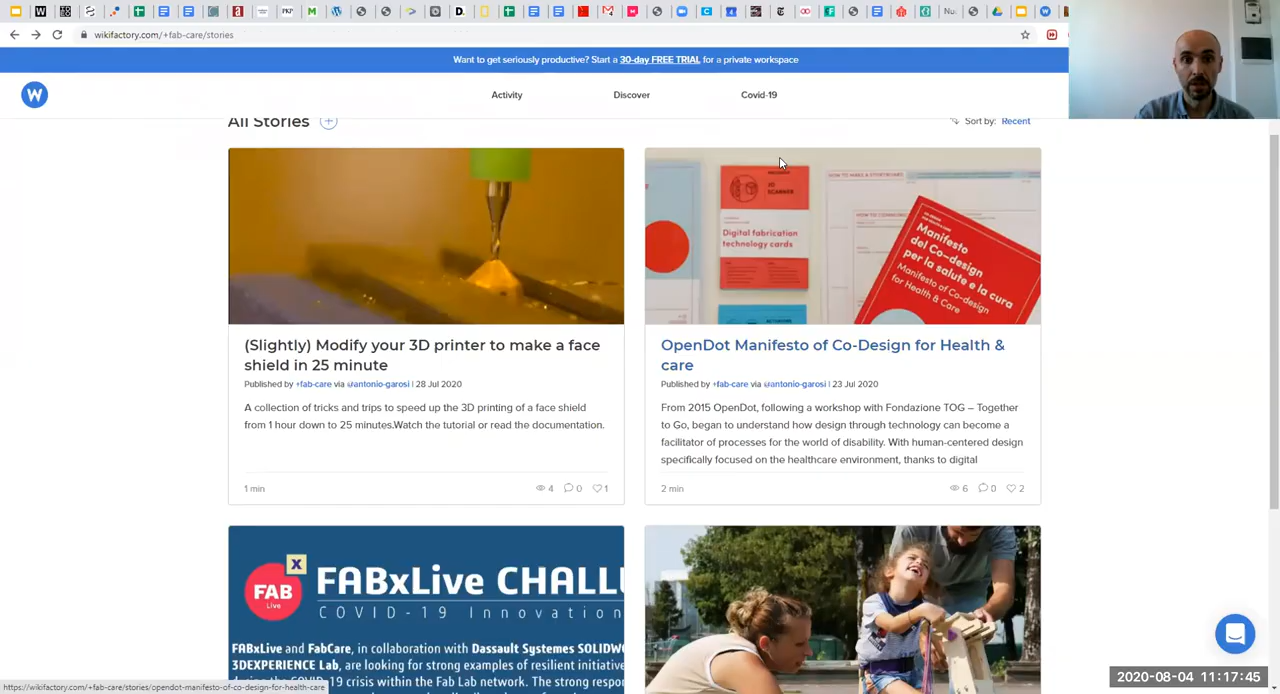 wikifactory.com/+fab-care/stories
Want to get seriously productive? Start a 30-day FREE TRIAL for a private workspace
W
Activity
Discover
Covid-19
All Stories
Sort by: Recent
Digital fabrication
technology cards
3D
SCANNER
Manifesto
del Co-design
per la salute e la cura
Manifesto of Co-design
for Health & Care
(Slightly) Modify your 3D printer to make a face
shield in 25 minute
Published by +fab-care via @antonio-garosi | 28 Jul 2020
A collection of tricks and trips to speed up the 3D printing of a face shield
from 1 hour down to 25 minutes.Watch the tutorial or read the documentation.
1 min
4
0
1
OpenDot Manifesto of Co-Design for Health &
care
Published by +fab-care via @antonio-garosi | 23 Jul 2020
From 2015 OpenDot, following a workshop with Fondazione TOG – Together
to Go, began to understand how design through technology can become a
facilitator of processes for the world of disability. With human-centered design
specifically focused on the healthcare environment, thanks to digital
2 min
6
0
2
FAB
Live
X
FABxLive CHALL
COVID-19 Innovation
FABxLive and FabCare, in collaboration with Dassault Systemes SOLIDW
3DEXPERIENCE Lab, are looking for strong examples of resilient initiative
COVID-19 crisis within the Fab Lab network. The strong respon
https://wikifactory.com/+fab-care/stories/opendot-manifesto-of-co-design-for-health-care
2020-08-04 11:17:45